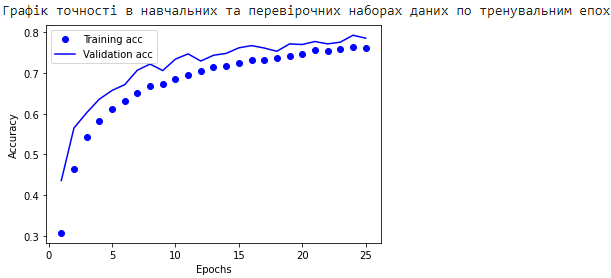 Графік точності в навчальних та перевірочних наборах даних по тренувальним епох
Training acc
Validation acc
0.8
0.7
0.6
0.5
0.4
0.3
Accuracy
0
5
10
15
20
25
Epochs